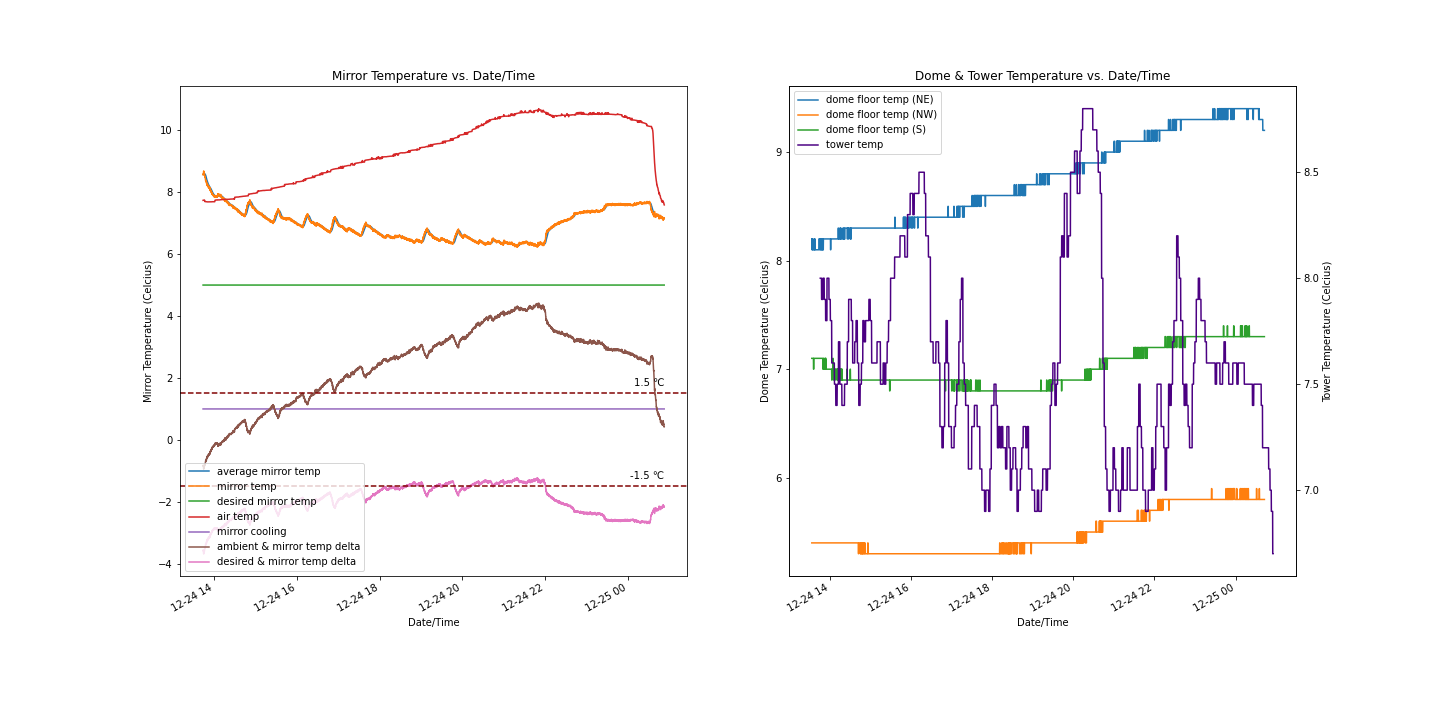 Mirror Temperature vs. Date/Time
Mirror Temperature (Celcius)
10
8
6
4
2
0
−2
−4
1.5 °C
-1.5 °C
average mirror temp
mirror temp
desired mirror temp
air temp
mirror cooling
ambient & mirror temp delta
desired & mirror temp delta
12-24 14
12-24 16
12-24 18
12-24 20
12-24 22
12-25 00
Date/Time
Dome & Tower Temperature vs. Date/Time
dome floor temp (NE)
dome floor temp (NW)
dome floor temp (S)
tower temp
Dome Temperature (Celcius)
9
8
7
6
8.5
8.0
7.5
7.0
Tower Temperature (Celcius)
12-24 14
12-24 16
12-24 18
12-24 20
12-24 22
12-25 00
Date/Time